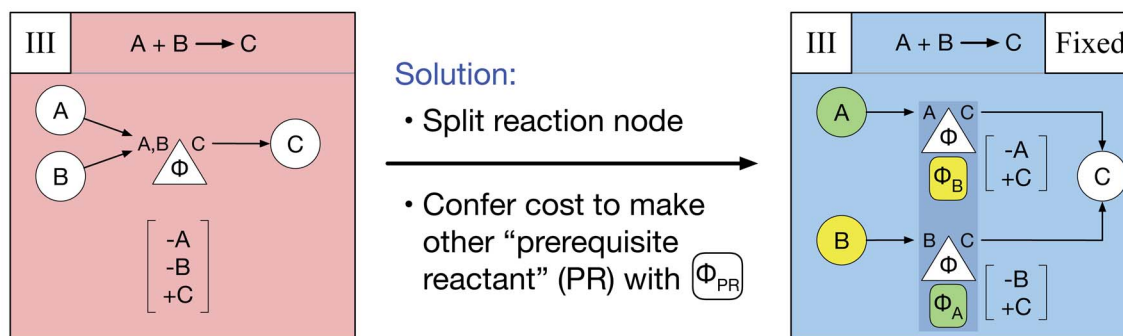 III
A + B → C
A
B
A,B
C
Φ
C
-A
-B
+C
Solution:
• Split reaction node
• Confer cost to make
other “prerequisite
reactant” (PR) with Φ_PR
III
A + B → C
Fixed
A
A C
Φ
Φ_B
-A
+C
C
B
B C
Φ
Φ_A
-B
+C